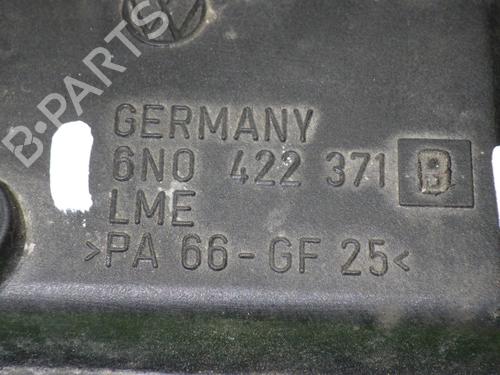 B-PARTS
GERMANY
6N0 422 371 B
LME
>PA 66-GF 25<